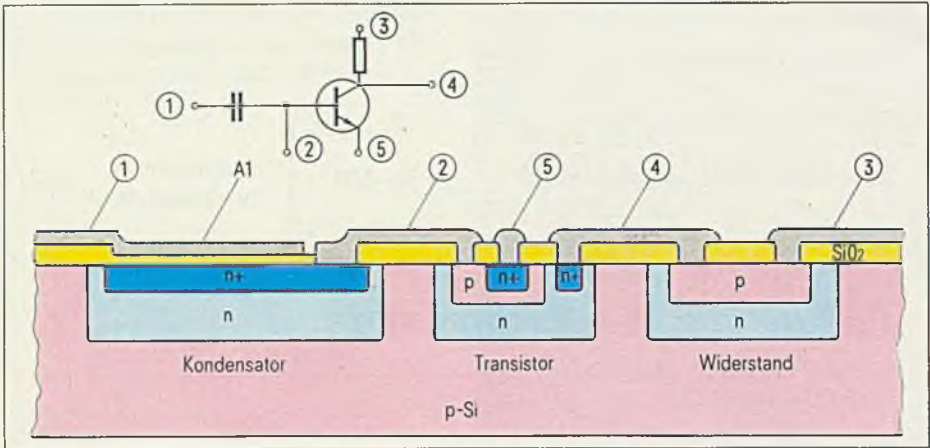 ③
① ④
② ⑤
① A1 ② ⑤ ④ ③
SiO₂
n+ p n+ n+ p
n n n
Kondensator Transistor Widerstand
p-Si